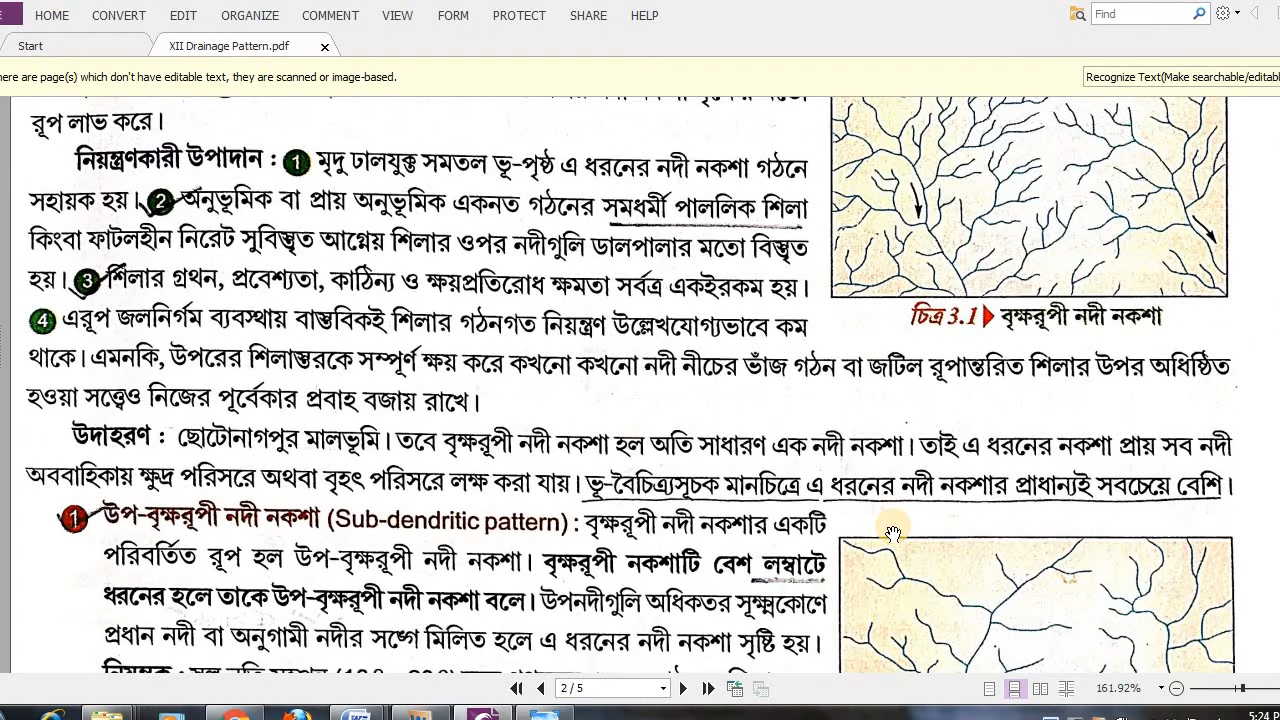 HOME CONVERT EDIT ORGANIZE COMMENT VIEW FORM PROTECT SHARE HELP Find
Start XII Drainage Pattern.pdf
here are page(s) which don't have editable text, they are scanned or image-based. Recognize Text(Make searchable/editabl
রূপ লাভ করে।
নিয়ন্ত্রণকারী উপাদান : 1 মৃদু ঢালযুক্ত সমতল ভূ-পৃষ্ঠ এ ধরনের নদী নকশা গঠনে
সহায়ক হয়। 2 অনুভূমিক বা প্রায় অনুভূমিক একনত গঠনের সমধর্মী পাললিক শিলা
কিংবা ফাটলহীন নিরেট সুবিস্তৃত আগ্নেয় শিলার ওপর নদীগুলি ডালপালার মতো বিস্তৃত
হয়। 3 শিলার গ্রথন, প্রবেশ্যতা, কাঠিন্য ও ক্ষয়প্রতিরোধ ক্ষমতা সর্বত্র একইরকম হয়।
4 এরূপ জলনির্গম ব্যবস্থায় বাস্তবিকই শিলার গঠনগত নিয়ন্ত্রণ উল্লেখযোগ্যভাবে কম
চিত্র 3.1 বৃক্ষরূপী নদী নকশা
থাকে। এমনকি, উপরের শিলাস্তরকে সম্পূর্ণ ক্ষয় করে কখনো কখনো নদী নীচের ভাঁজ গঠন বা জটিল রূপান্তরিত শিলার উপর অধিষ্ঠিত
হওয়া সত্ত্বেও নিজের পূর্বেকার প্রবাহ বজায় রাখে।
উদাহরণ : ছোটোনাগপুর মালভূমি। তবে বৃক্ষরূপী নদী নকশা হল অতি সাধারণ এক নদী নকশা। তাই এ ধরনের নকশা প্রায় সব নদী
অববাহিকায় ক্ষুদ্র পরিসরে অথবা বৃহৎ পরিসরে লক্ষ করা যায়। ভূ-বৈচিত্র্যসূচক মানচিত্রে এ ধরনের নদী নকশার প্রাধান্যই সবচেয়ে বেশি।
1 উপ-বৃক্ষরূপী নদী নকশা (Sub-dendritic pattern) : বৃক্ষরূপী নদী নকশার একটি
পরিবর্তিত রূপ হল উপ-বৃক্ষরূপী নদী নকশা। বৃক্ষরূপী নকশাটি বেশ লম্বাটে
ধরনের হলে তাকে উপ-বৃক্ষরূপী নদী নকশা বলে। উপনদীগুলি অধিকতর সূক্ষ্মকোণে
প্রধান নদী বা অনুগামী নদীর সঙ্গে মিলিত হলে এ ধরনের নদী নকশা সৃষ্টি হয়।
2 / 5 161.92%
5:24 PM